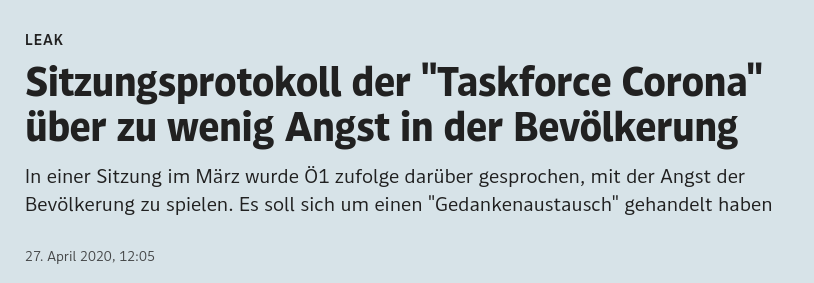 LEAK
Sitzungsprotokoll der "Taskforce Corona"
über zu wenig Angst in der Bevölkerung
In einer Sitzung im März wurde Ö1 zufolge darüber gesprochen, mit der Angst der
Bevölkerung zu spielen. Es soll sich um einen "Gedankenaustausch" gehandelt haben
27. April 2020, 12:05